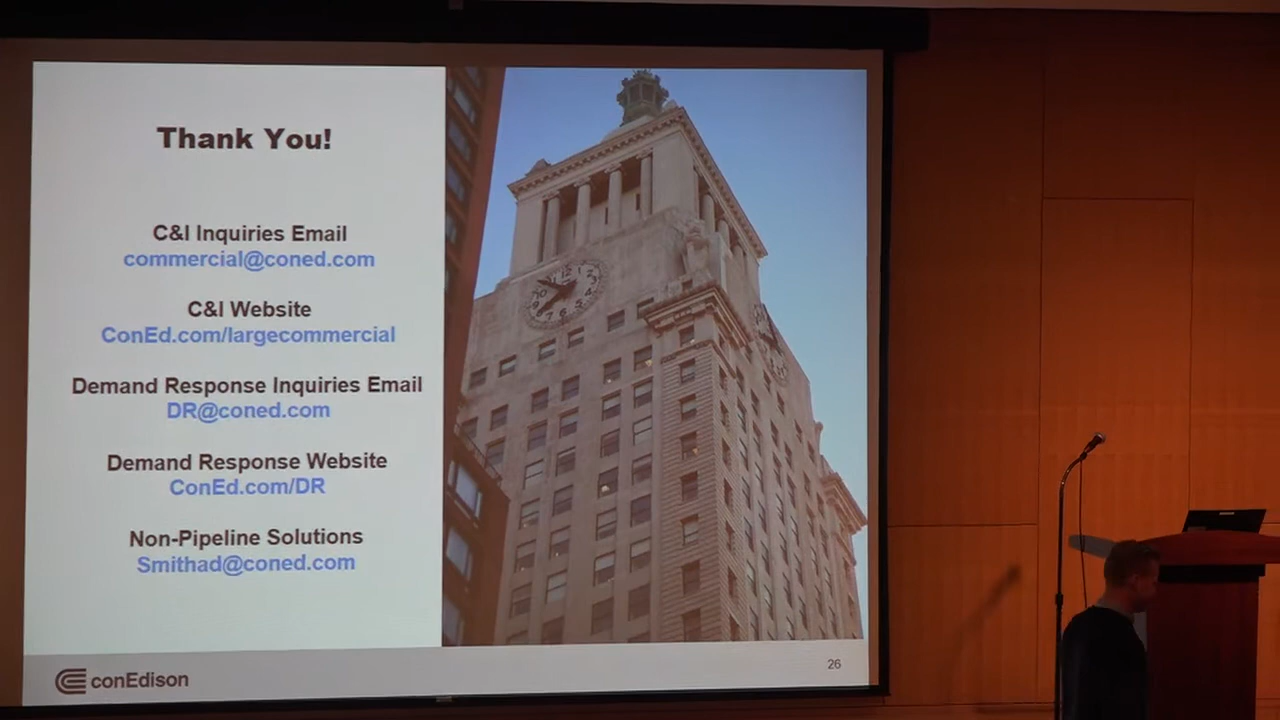 Thank You!
C&I Inquiries Email
commercial@coned.com
C&I Website
ConEd.com/largecommercial
Demand Response Inquiries Email
DR@coned.com
Demand Response Website
ConEd.com/DR
Non-Pipeline Solutions
Smithad@coned.com
conEdison
26